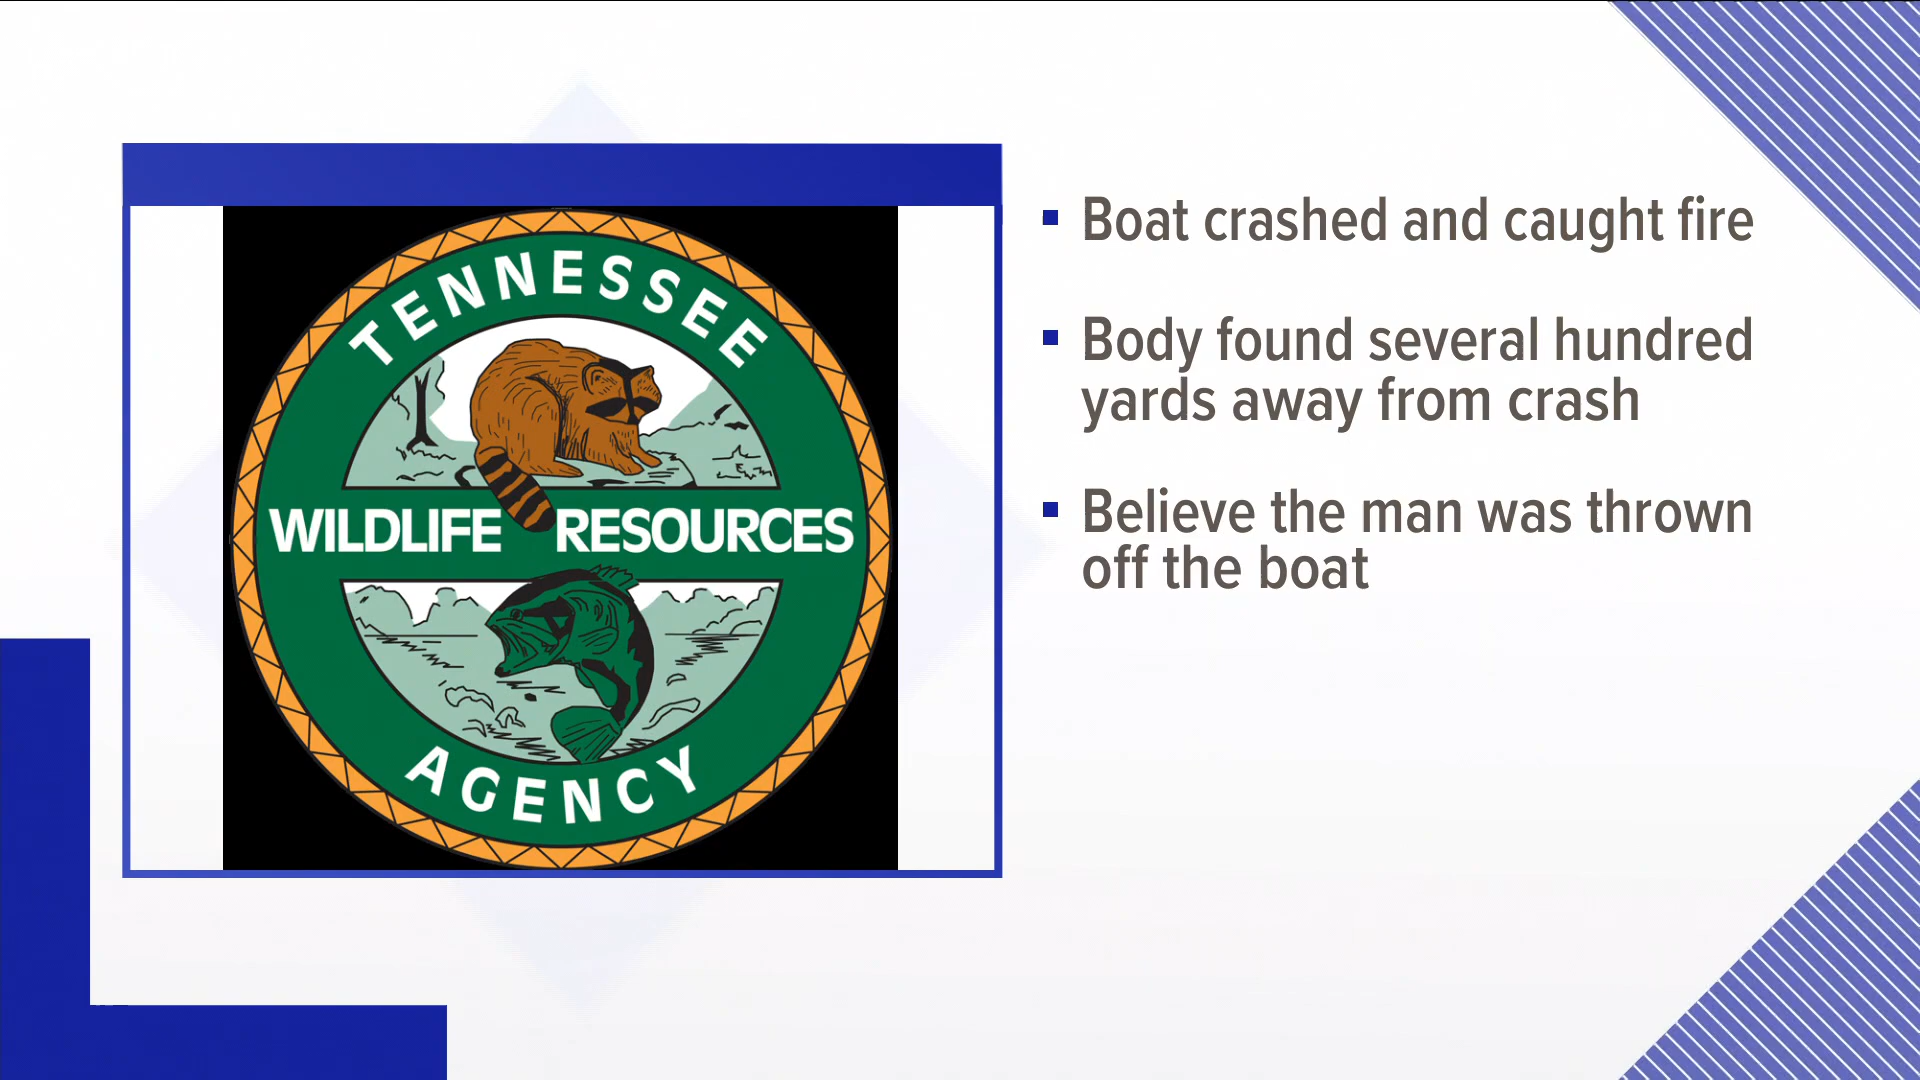 TENNESSEE
WILDLIFE RESOURCES
AGENCY
Boat crashed and caught fire
Body found several hundred
yards away from crash
Believe the man was thrown
off the boat